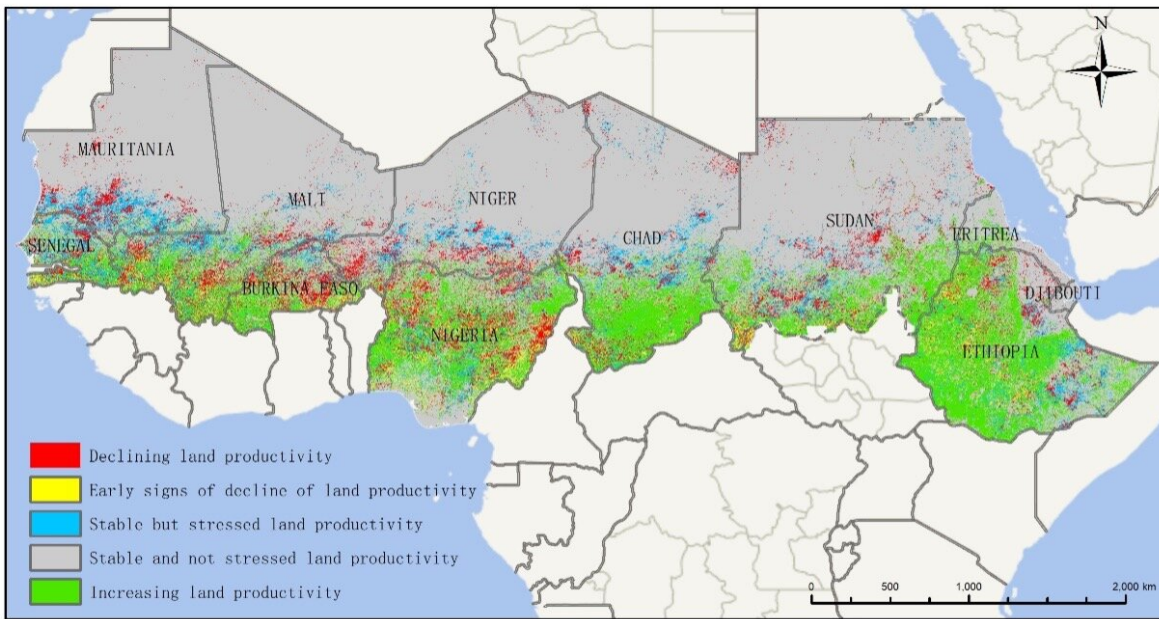 N
MAURITANIA
MALT
NIGER
CHAD
SUDAN
ERITREA
SENEGAL
BURKINA FASO
DJIBOUTI
NIGERIA
ETHIOPIA
Declining land productivity
Early signs of decline of land productivity
Stable but stressed land productivity
Stable and not stressed land productivity
Increasing land productivity
0 500 1,000 2,000 km